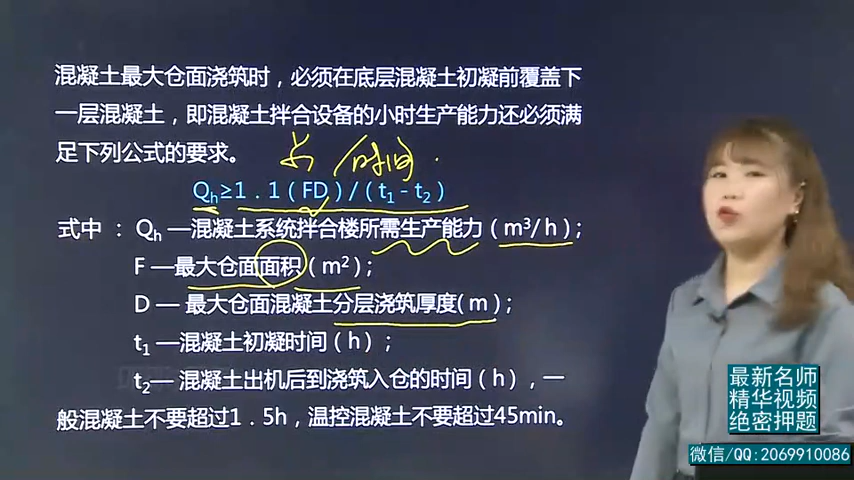 混凝土最大仓面浇筑时，必须在底层混凝土初凝前覆盖下
一层混凝土，即混凝土拌合设备的小时生产能力还必须满
足下列公式的要求。
方/时间
Qh≥1．1（FD）/（t1-t2）
式中：Qh—混凝土系统拌合楼所需生产能力（m³/h）；
F—最大仓面面积（m²）；
D—最大仓面混凝土分层浇筑厚度(m)；
t1—混凝土初凝时间（h）；
t2—混凝土出机后到浇筑入仓的时间（h），一
般混凝土不要超过1．5h，温控混凝土不要超过45min。
最新名师
精华视频
绝密押题
微信/QQ:2069910086